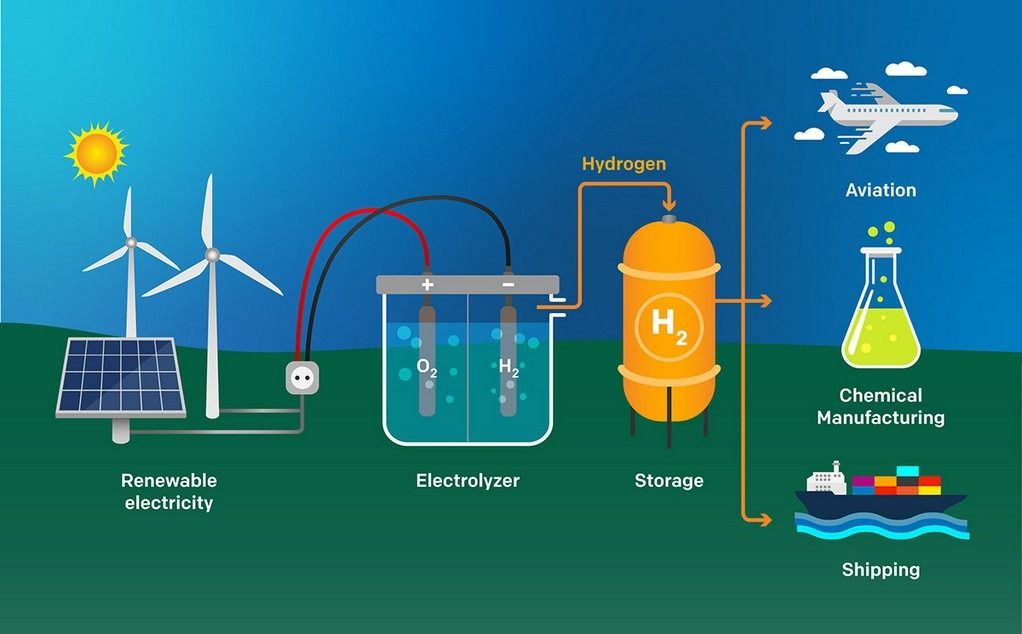 Hydrogen
Aviation
+
−
O₂
H₂
H₂
Chemical
Manufacturing
Renewable
electricity
Electrolyzer
Storage
Shipping